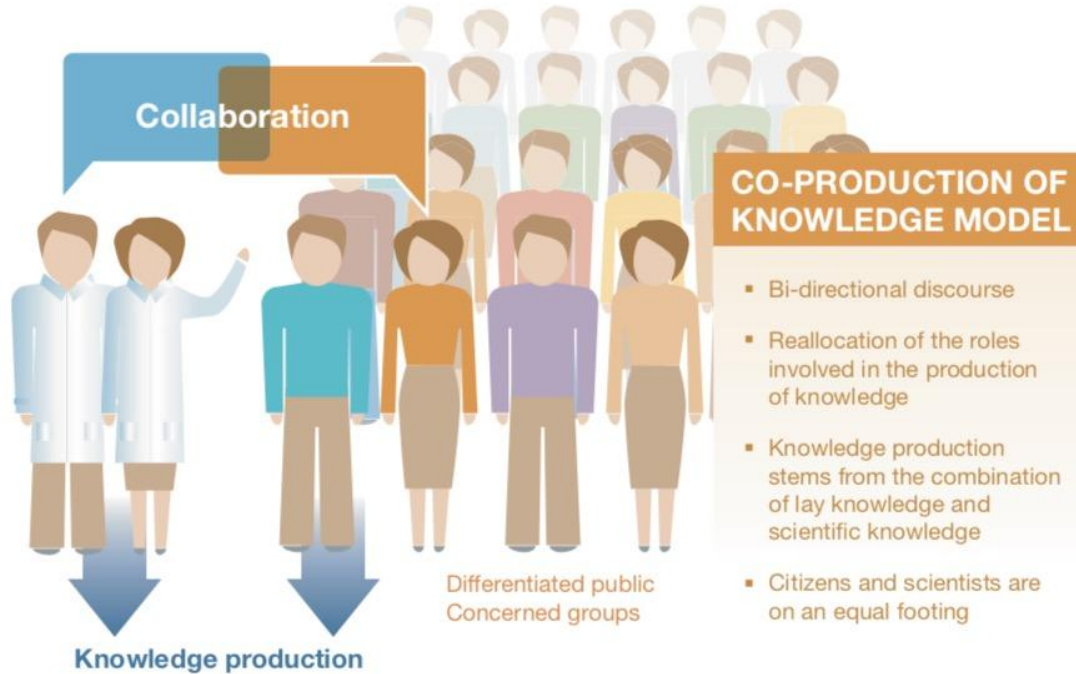 Collaboration
CO-PRODUCTION OF
KNOWLEDGE MODEL
▪ Bi-directional discourse
▪ Reallocation of the roles
involved in the production
of knowledge
▪ Knowledge production
stems from the combination
of lay knowledge and
scientific knowledge
▪ Citizens and scientists are
on an equal footing
Differentiated public
Concerned groups
Knowledge production